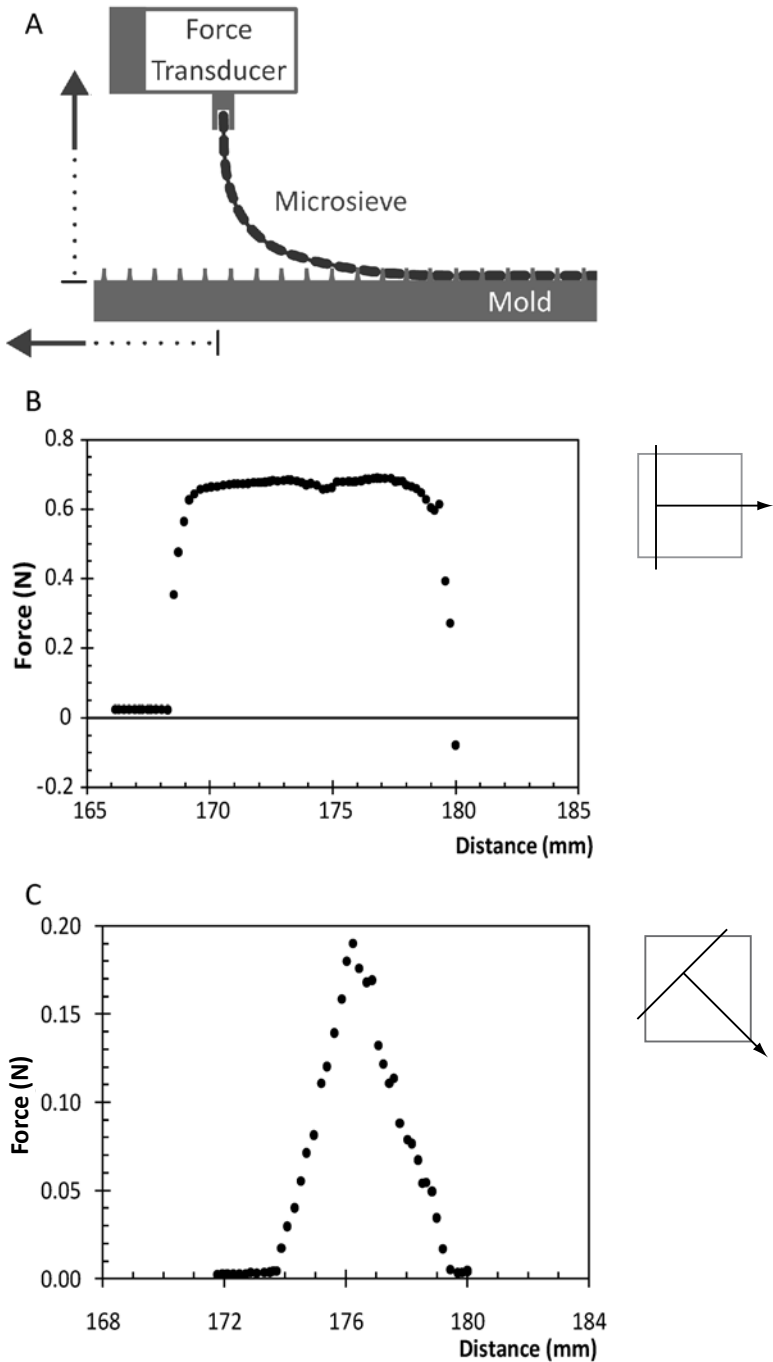 A
Force
Transducer
Microsieve
Mold
B
0.8
0.6
0.4
0.2
0
-0.2
Force (N)
165
170
175
180
185
Distance (mm)
C
0.20
0.15
0.10
0.05
0.00
Force (N)
168
172
176
180
184
Distance (mm)